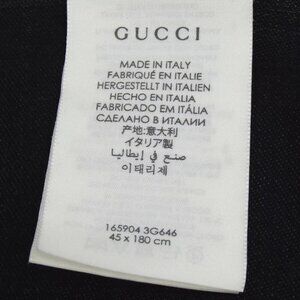 GUCCI
MADE IN ITALY
FABRIQUÉ EN ITALIE
HERGESTELLT IN ITALIEN
HECHO EN ITALIA
FABRICADO EM ITÁLIA
СДЕЛАНО В ИТАЛИИ
产地:意大利
イタリア製
صنع في إيطاليا
이태리제
165904 3G646
45 x 180 cm